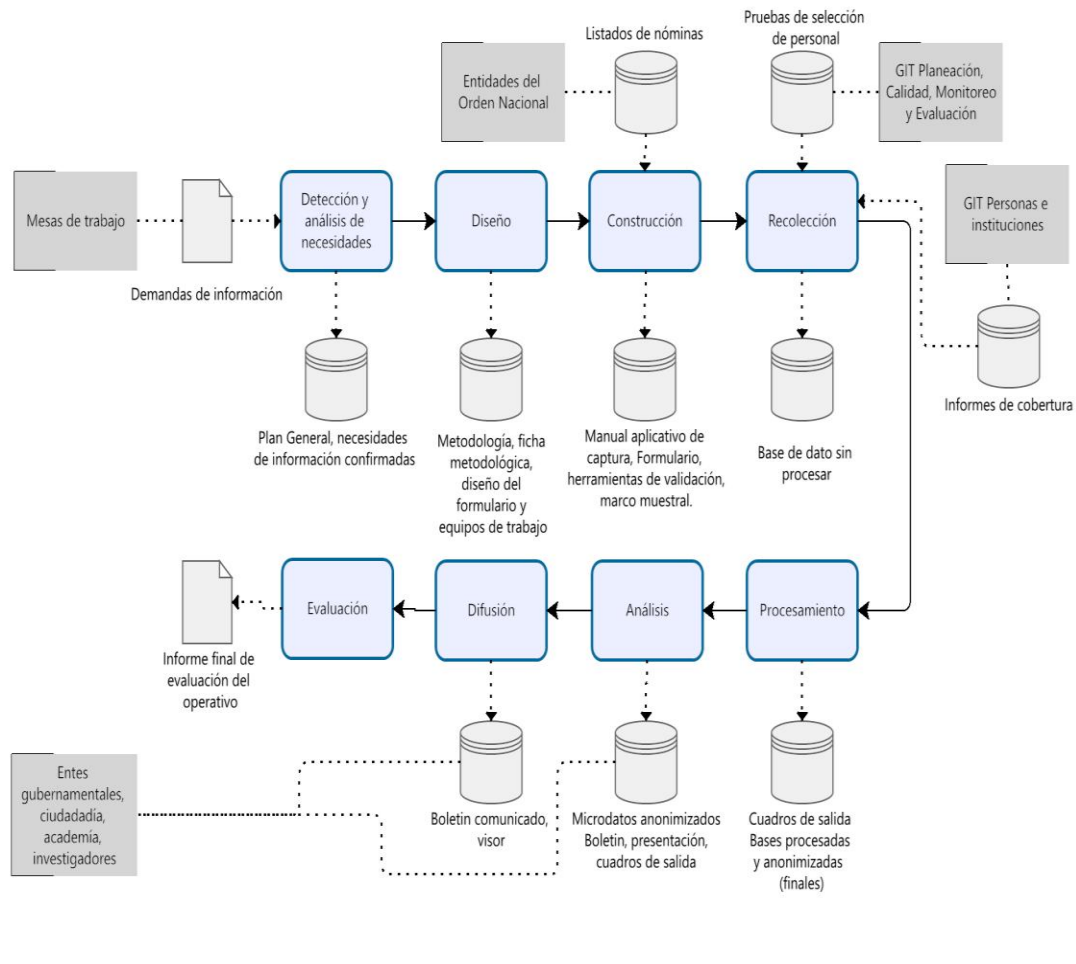 Listados de nóminas
Pruebas de selección
de personal
Entidades del
Orden Nacional
GIT Planeación,
Calidad, Monitoreo
y Evaluación
Mesas de trabajo
Demandas de información
Detección y
análisis de
necesidades
Diseño
Construcción
Recolección
GIT Personas e
instituciones
Informes de cobertura
Plan General, necesidades
de información confirmadas
Metodología, ficha
metodológica,
diseño del
formulario y
equipos de trabajo
Manual aplicativo de
captura, Formulario,
herramientas de validación,
marco muestral.
Base de dato sin
procesar
Informe final de
evaluación del
operativo
Evaluación
Difusión
Análisis
Procesamiento
Entes
gubernamentales,
ciudadadía,
academía,
investigadores
Boletin comunicado,
visor
Microdatos anonimizados
Boletin, presentación,
cuadros de salida
Cuadros de salida
Bases procesadas
y anonimizadas
(finales)